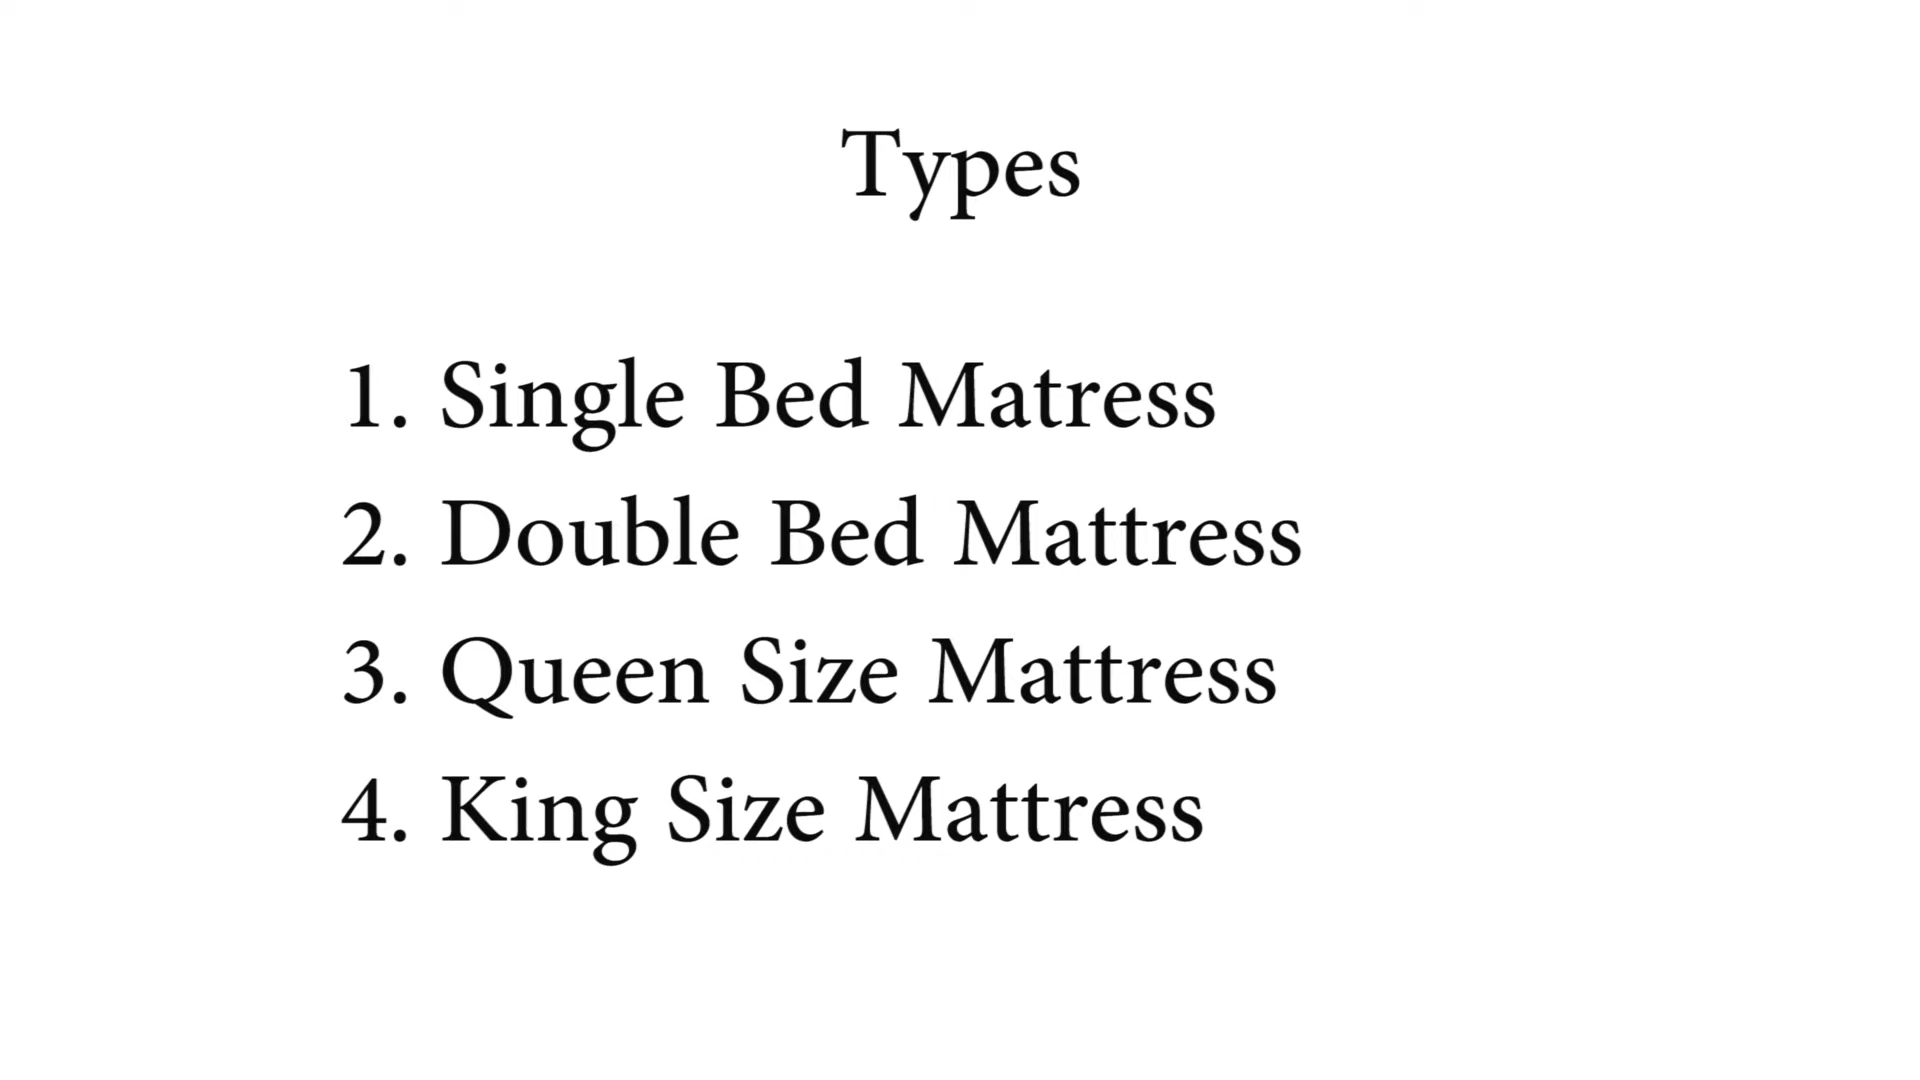 Types
1. Single Bed Matress
2. Double Bed Mattress
3. Queen Size Mattress
4. King Size Mattress